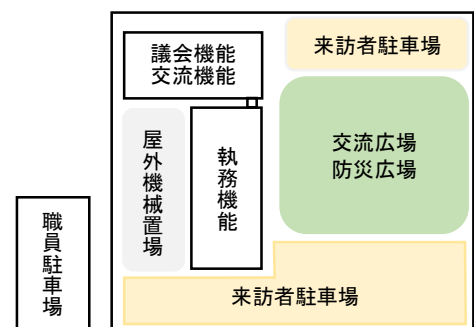 議会機能
交流機能
来訪者駐車場
屋外機械置場
執務機能
交流広場
防災広場
職員駐車場
来訪者駐車場